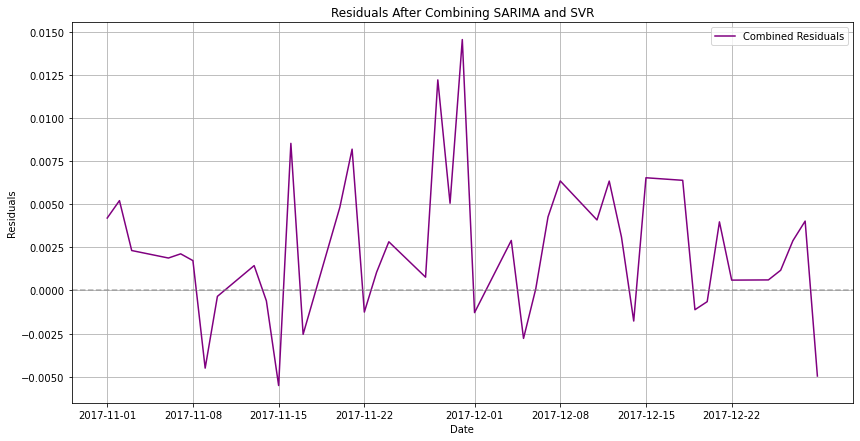 Residuals After Combining SARIMA and SVR
Combined Residuals
0.0150
0.0125
0.0100
0.0075
0.0050
0.0025
0.0000
−0.0025
−0.0050
Residuals
2017-11-01 2017-11-08 2017-11-15 2017-11-22 2017-12-01 2017-12-08 2017-12-15 2017-12-22
Date